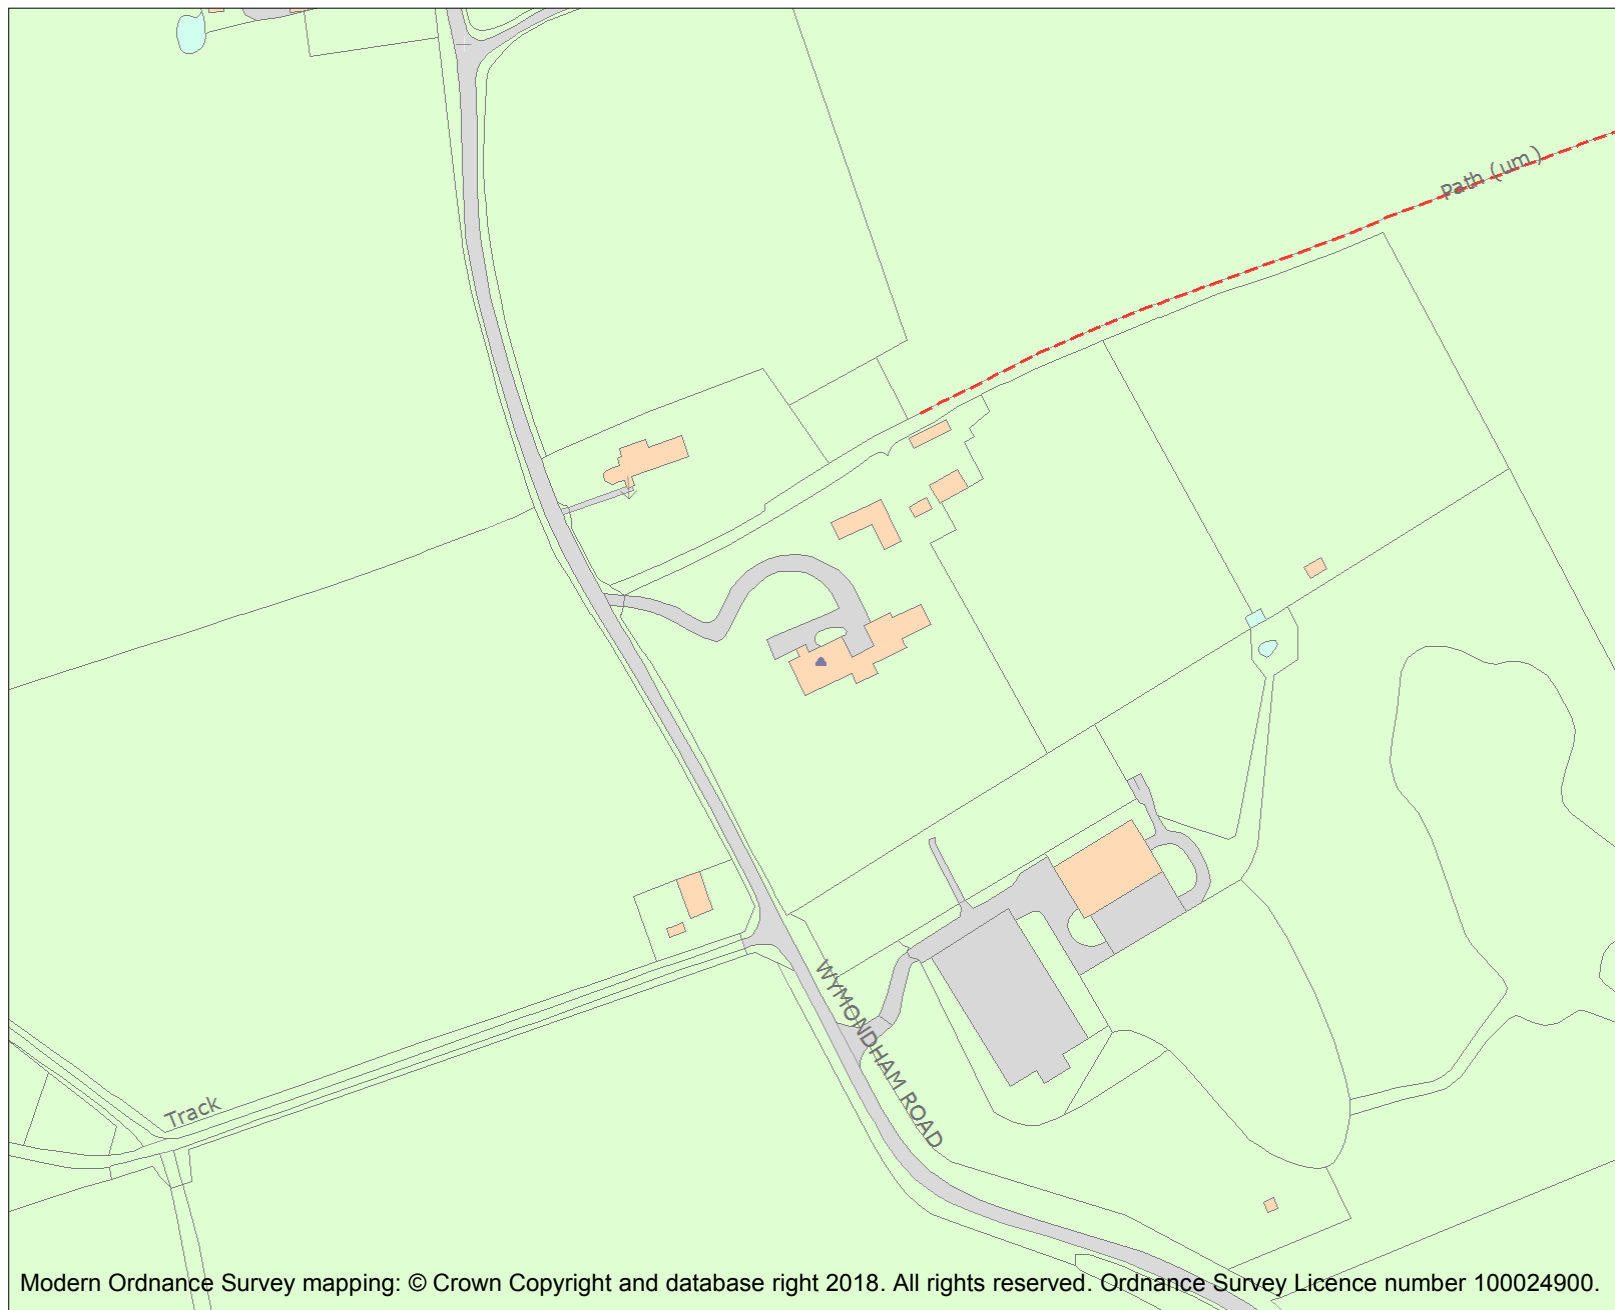 Path (um)
WYMONDHAM ROAD
Track
Modern Ordnance Survey mapping: © Crown Copyright and database right 2018. All rights reserved. Ordnance Survey Licence number 100024900.